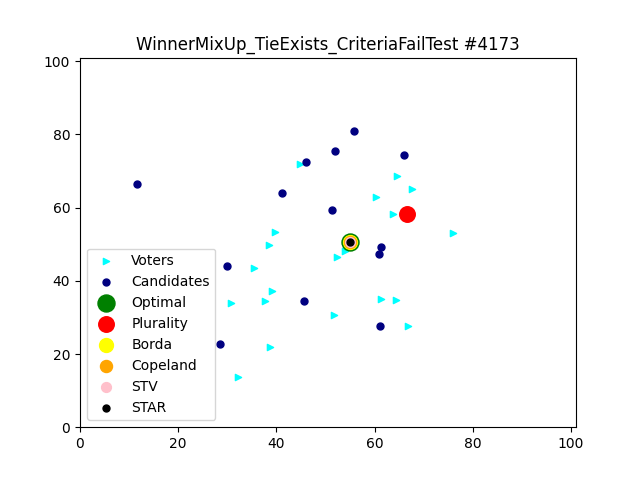 WinnerMixUp_TieExists_CriteriaFailTest #4173
100
80
60
40
20
0
Voters
Candidates
Optimal
Plurality
Borda
Copeland
STV
STAR
0 20 40 60 80 100